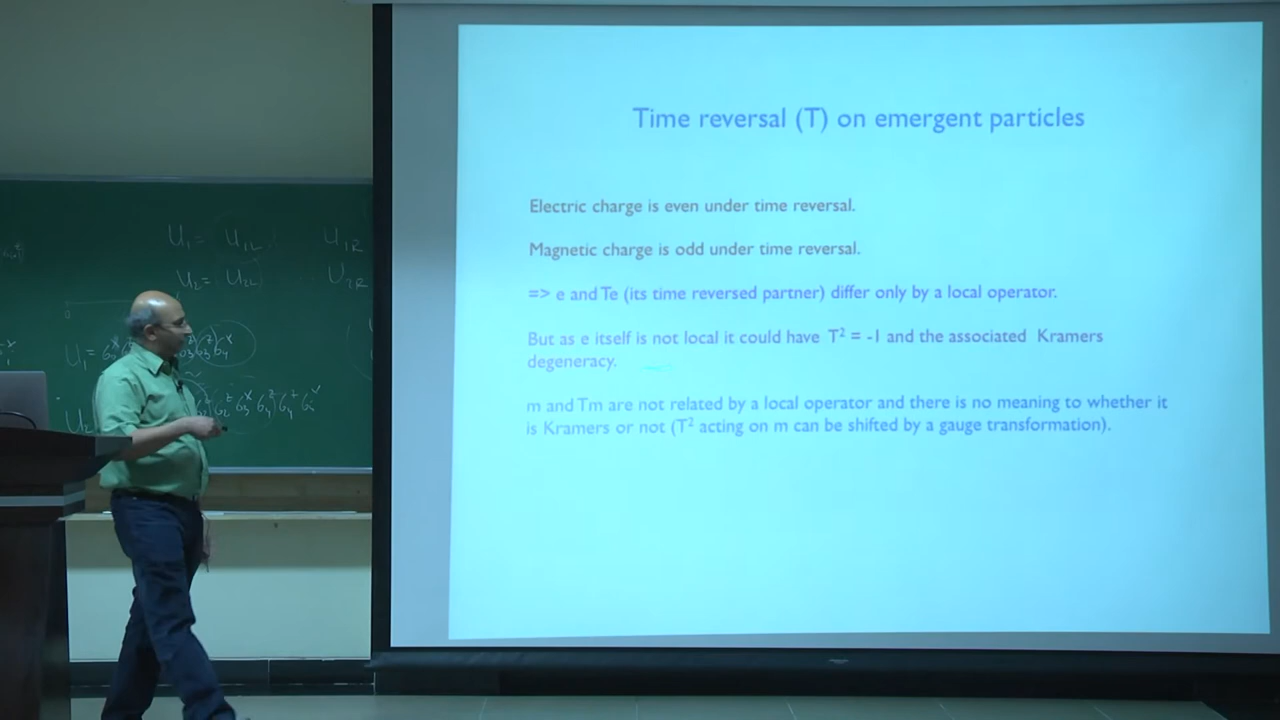 Time reversal (T) on emergent particles
Electric charge is even under time reversal.
Magnetic charge is odd under time reversal.
=> e and Te (its time reversed partner) differ only by a local operator.
But as e itself is not local it could have T² = -1 and the associated Kramers
degeneracy.
m and Tm are not related by a local operator and there is no meaning to whether it
is Kramers or not (T² acting on m can be shifted by a gauge transformation).
U₁ = U₁L U₁R
U₂ = U₂L U₂R
U₁ =
U₂